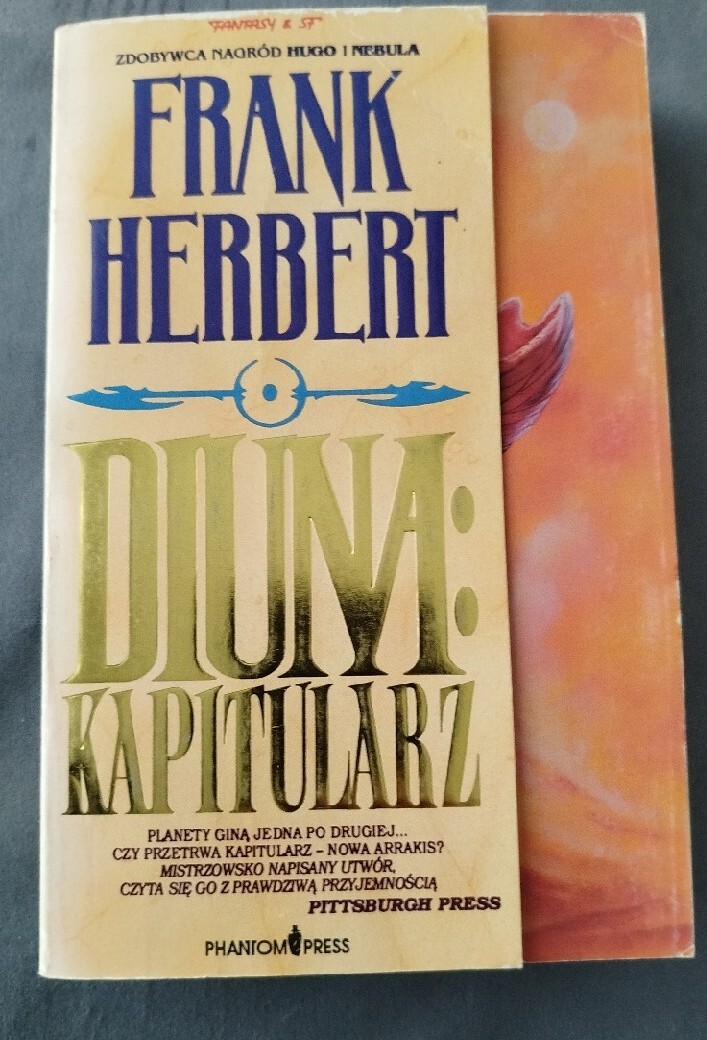 FANTASY & SF
ZDOBYWCA NAGRÓD HUGO I NEBULA
FRANK
HERBERT
DIUNA:
KAPITULARZ
PLANETY GINĄ JEDNA PO DRUGIEJ...
CZY PRZETRWA KAPITULARZ – NOWA ARRAKIS?
MISTRZOWSKO NAPISANY UTWÓR,
CZYTA SIĘ GO Z PRAWDZIWĄ PRZYJEMNOŚCIĄ
PITTSBURGH PRESS
PHANTOM PRESS